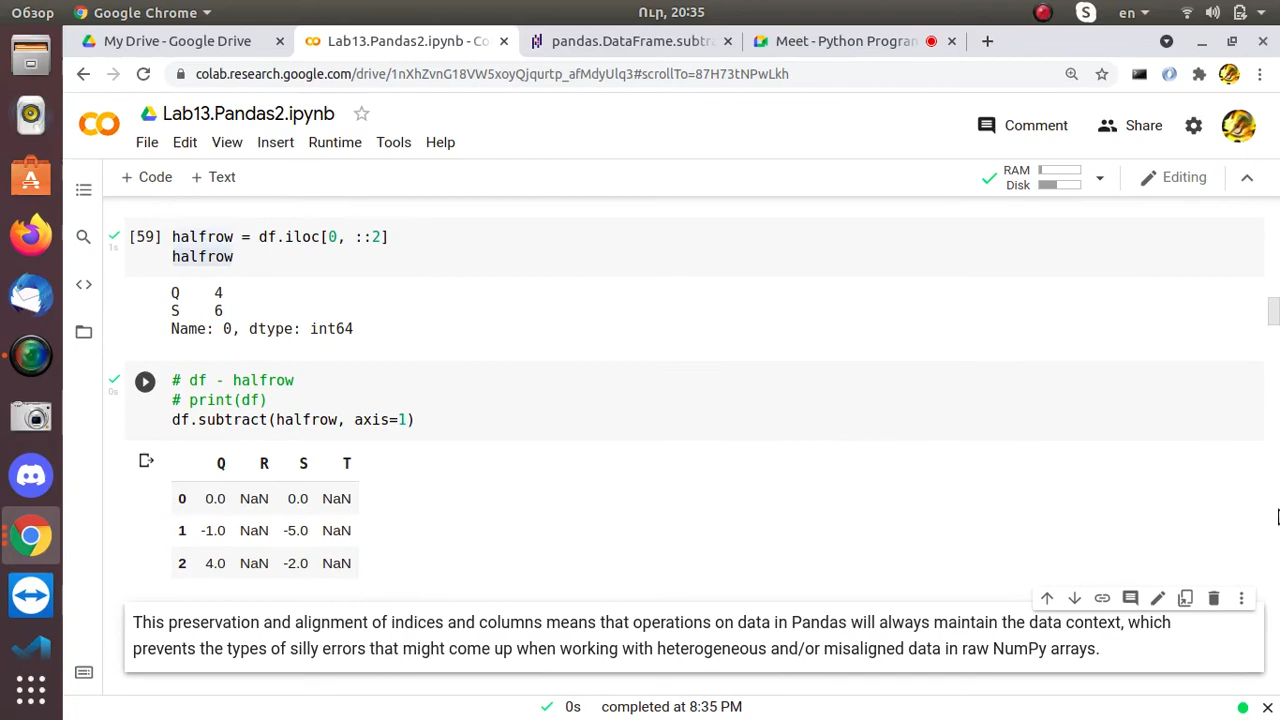 Обзор
Google Chrome
Ուր, 20:35
en
My Drive - Google Drive
Lab13.Pandas2.ipynb - Co
pandas.DataFrame.subtr
Meet - Python Progran
colab.research.google.com/drive/1nXhZvnG18VW5xoyQjqurtp_afMdyUlq3#scrollTo=87H73tNPwLkh
Lab13.Pandas2.ipynb
File Edit View Insert Runtime Tools Help
Comment
Share
+ Code + Text
RAM
Disk
Editing
[59] halfrow = df.iloc[0, ::2]
halfrow
1s
Q 4
S 6
Name: 0, dtype: int64
# df - halfrow
# print(df)
df.subtract(halfrow, axis=1)
0s
Q R S T
0 0.0 NaN 0.0 NaN
1 -1.0 NaN -5.0 NaN
2 4.0 NaN -2.0 NaN
This preservation and alignment of indices and columns means that operations on data in Pandas will always maintain the data context, which
prevents the types of silly errors that might come up when working with heterogeneous and/or misaligned data in raw NumPy arrays.
0s completed at 8:35 PM